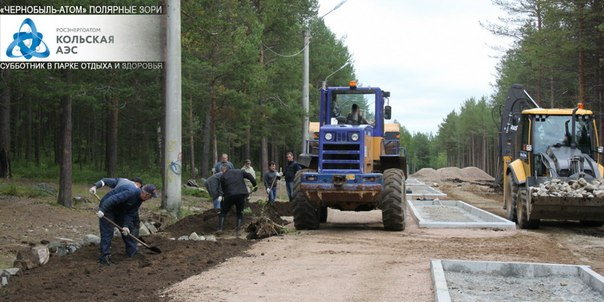 «ЧЕРНОБЫЛЬ-АТОМ» ПОЛЯРНЫЕ ЗОРИ
РОСЭНЕРГОАТОМ
КОЛЬСКАЯ
АЭС
СУББОТНИК В ПАРКЕ ОТДЫХА И ЗДОРОВЬЯ